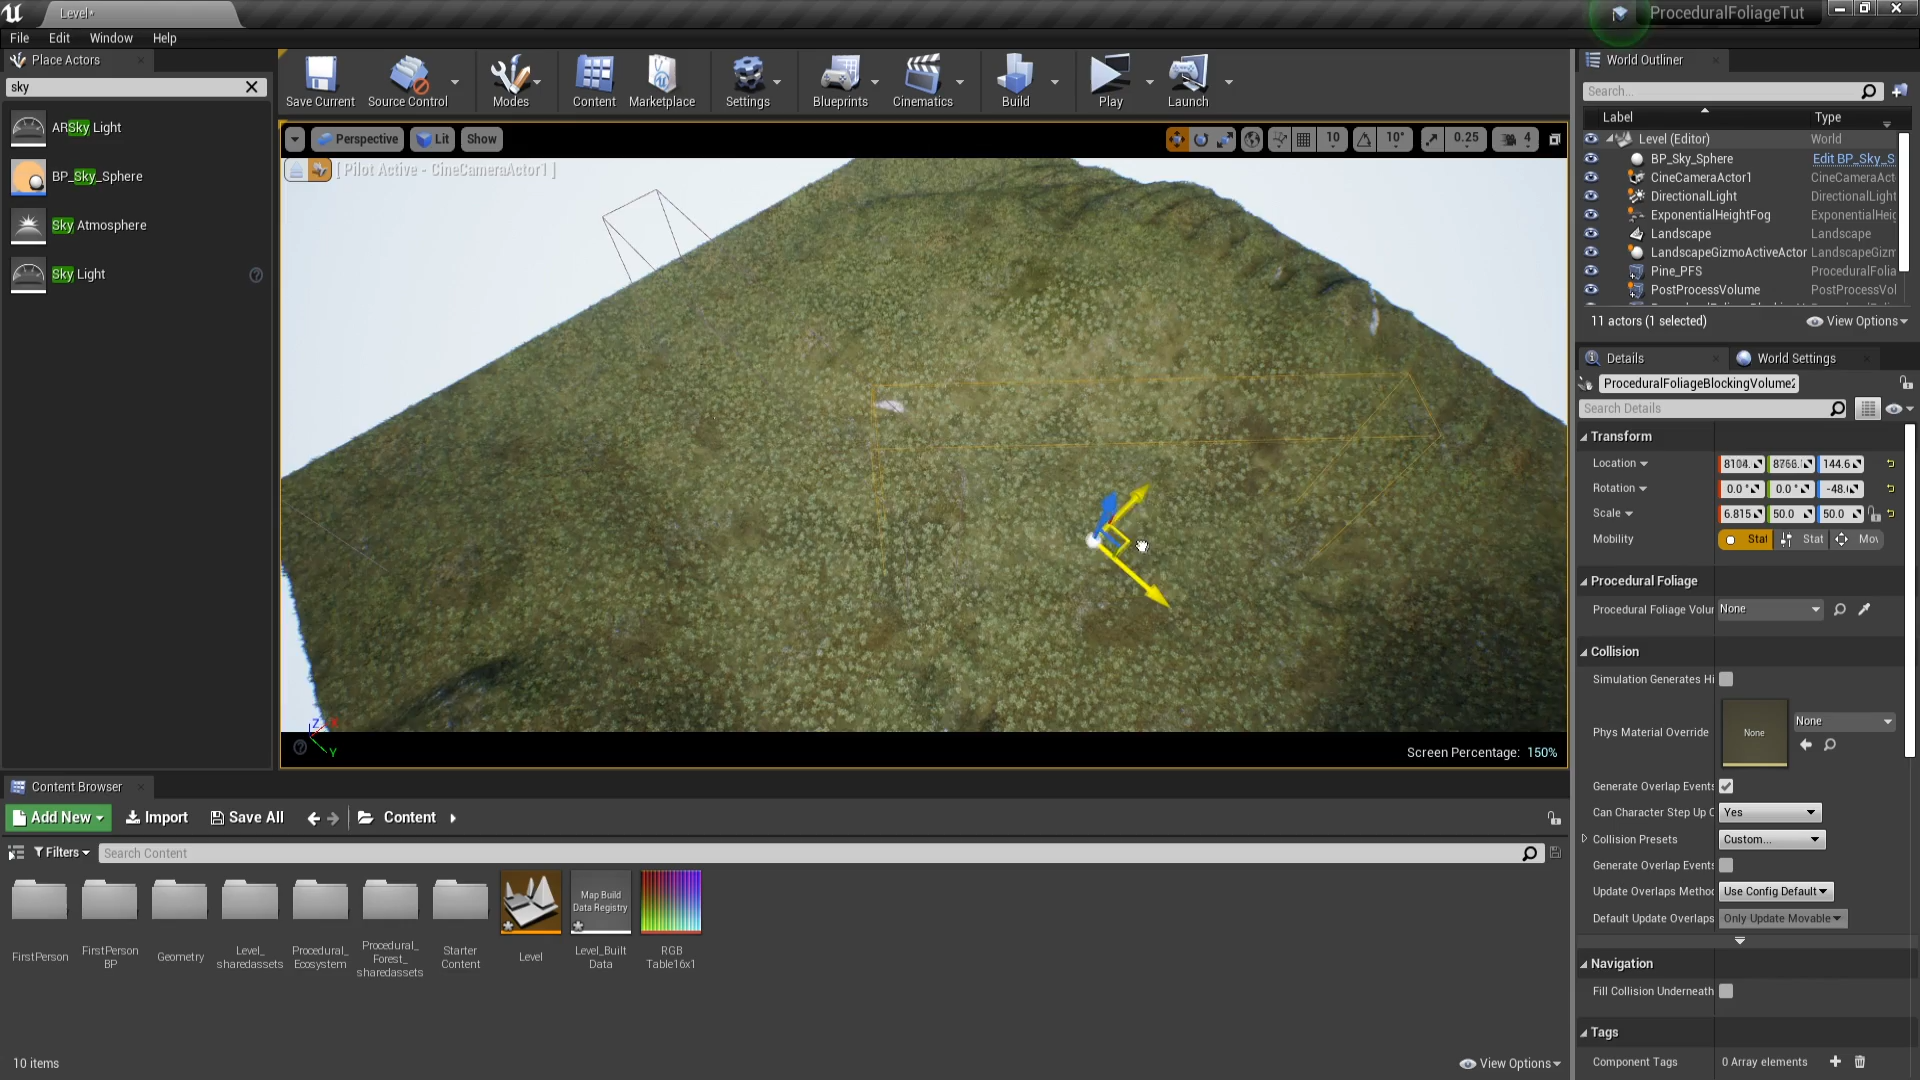 Level*
ProceduralFoliageTut
File Edit Window Help
Place Actors
sky
ARSky Light
BP_Sky_Sphere
Sky Atmosphere
Sky Light
Save Current
Source Control
Modes
Content
Marketplace
Settings
Blueprints
Cinematics
Build
Play
Launch
Perspective
Lit
Show
10
10°
0.25
4
[ Pilot Active - CineCameraActor1 ]
Z
Y
Screen Percentage: 150%
World Outliner
Search...
Label Type
Level (Editor) World
BP_Sky_Sphere Edit BP_Sky_S
CineCameraActor1 CineCameraAct
DirectionalLight DirectionalLight
ExponentialHeightFog ExponentialHeig
Landscape Landscape
LandscapeGizmoActiveActor LandscapeGizm
Pine_PFS ProceduralFolia
PostProcessVolume PostProcessVol
11 actors (1 selected)
View Options
Details
World Settings
ProceduralFoliageBlockingVolume2
Search Details
Transform
Location 8104. 8766. 144.6
Rotation 0.0 ° 0.0 ° -48.
Scale 6.815 50.0 50.0
Mobility Stat Stat Mov
Procedural Foliage
Procedural Foliage Volur None
Collision
Simulation Generates Hi
Phys Material Override None None
Generate Overlap Events
Can Character Step Up C Yes
Collision Presets Custom...
Generate Overlap Events
Update Overlaps Metho Use Config Default
Default Update Overlaps Only Update Movable
Navigation
Fill Collision Underneath
Tags
Component Tags 0 Array elements
Content Browser
Add New Import Save All Content
Filters Search Content
FirstPerson
FirstPerson
BP
Geometry
Level_
sharedassets
Procedural_
Ecosystem
Procedural_
Forest_
sharedassets
Starter
Content
Level
Map Build
Data Registry
Level_Built
Data
RGB
Table16x1
10 items
View Options